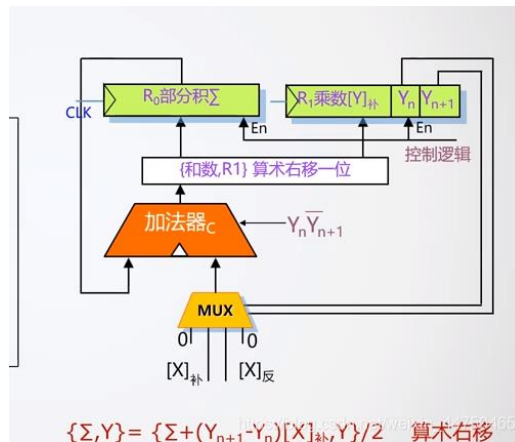 R₀部分积∑
R₁乘数[Y]补
Yn
Yn+1
CLK
En
En
控制逻辑
{和数,R1} 算术右移一位
加法器C
YnY̅n+1
MUX
0
0
[X]补
[X]反
{∑,Y}= {∑+(Yn+1-Yn)[X]补,Y}/2 算术右移